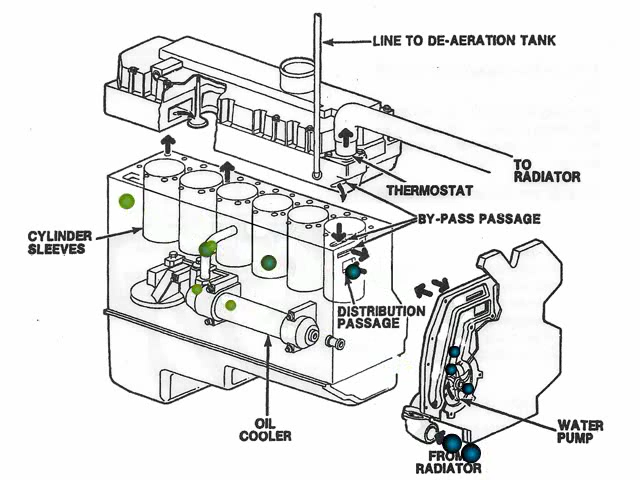 LINE TO DE-AERATION TANK
TO
RADIATOR
THERMOSTAT
BY-PASS PASSAGE
CYLINDER
SLEEVES
DISTRIBUTION
PASSAGE
OIL
COOLER
WATER
PUMP
FROM
RADIATOR